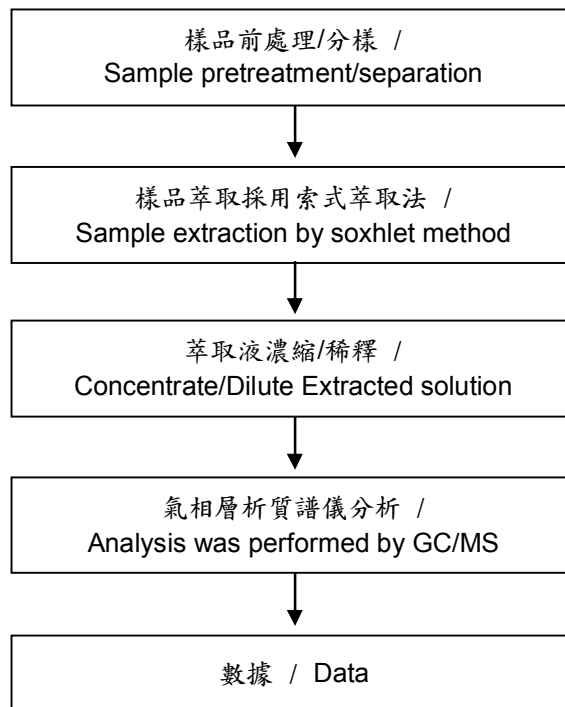 樣品前處理/分樣 /
Sample pretreatment/separation
樣品萃取採用索式萃取法 /
Sample extraction by soxhlet method
萃取液濃縮/稀釋 /
Concentrate/Dilute Extracted solution
氣相層析質譜儀分析 /
Analysis was performed by GC/MS
數據 / Data